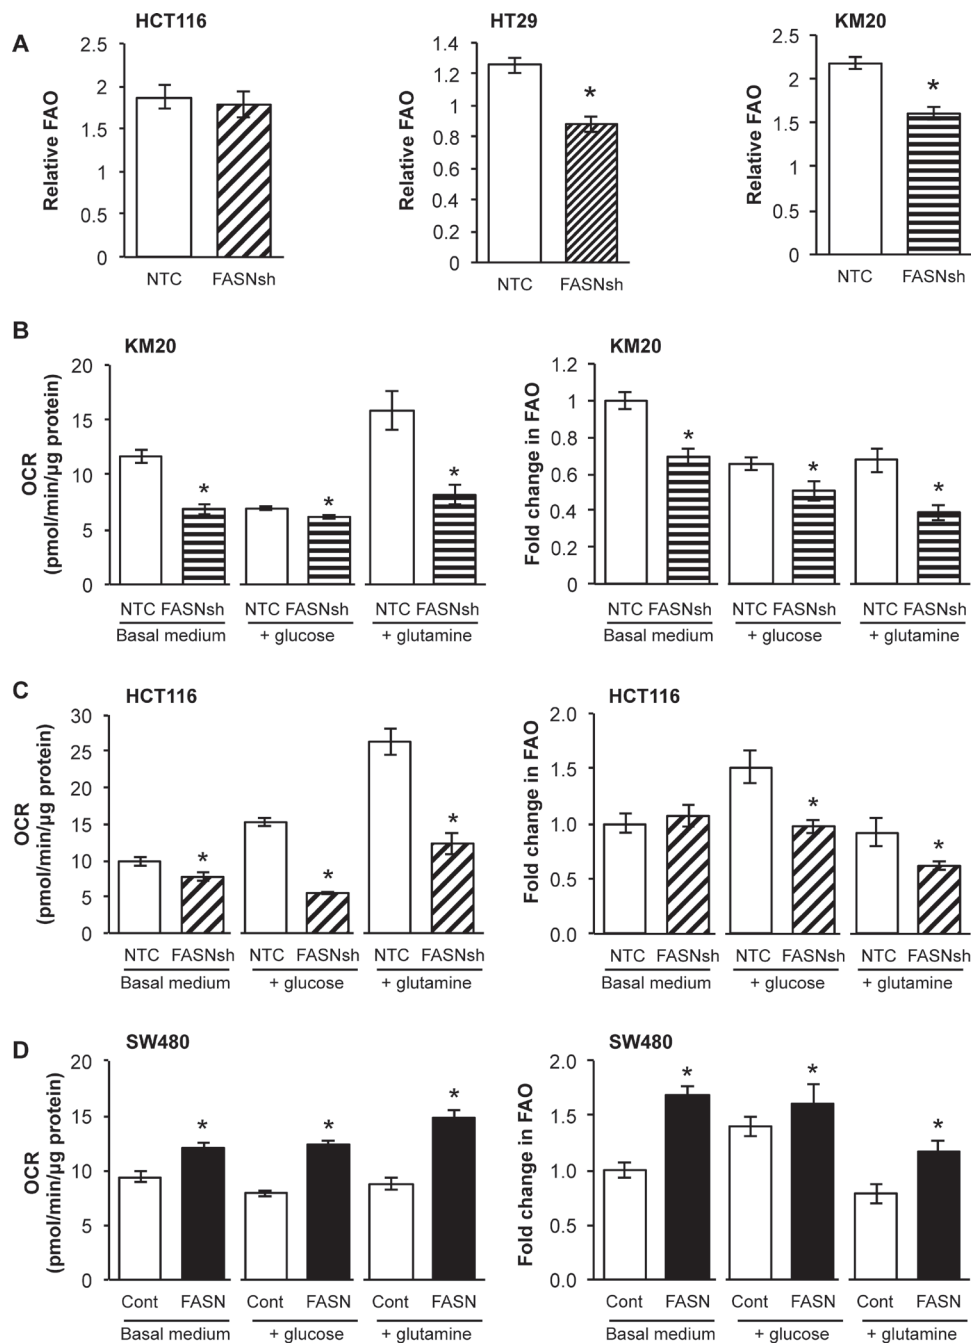 A
HCT116
Relative FAO
2.5
2
1.5
1
0.5
0
NTC FASNsh
HT29
Relative FAO
1.4
1.2
1
0.8
0.6
0.4
0.2
0
*
NTC FASNsh
KM20
Relative FAO
2.5
2
1.5
1
0.5
0
*
NTC FASNsh
B
KM20
OCR
(pmol/min/µg protein)
20
15
10
5
0
* * *
NTC FASNsh NTC FASNsh NTC FASNsh
Basal medium + glucose + glutamine
KM20
Fold change in FAO
1.2
1
0.8
0.6
0.4
0.2
0
* * *
NTC FASNsh NTC FASNsh NTC FASNsh
Basal medium + glucose + glutamine
C
HCT116
OCR
(pmol/min/µg protein)
30
25
20
15
10
5
0
* * *
NTC FASNsh NTC FASNsh NTC FASNsh
Basal medium + glucose + glutamine
HCT116
Fold change in FAO
2.0
1.5
1.0
0.5
0.0
* *
NTC FASNsh NTC FASNsh NTC FASNsh
Basal medium + glucose + glutamine
D
SW480
OCR
(pmol/min/µg protein)
20
15
10
5
0
* * *
Cont FASN Cont FASN Cont FASN
Basal medium + glucose + glutamine
SW480
Fold change in FAO
2.0
1.5
1.0
0.5
0.0
* * *
Cont FASN Cont FASN Cont FASN
Basal medium + glucose + glutamine